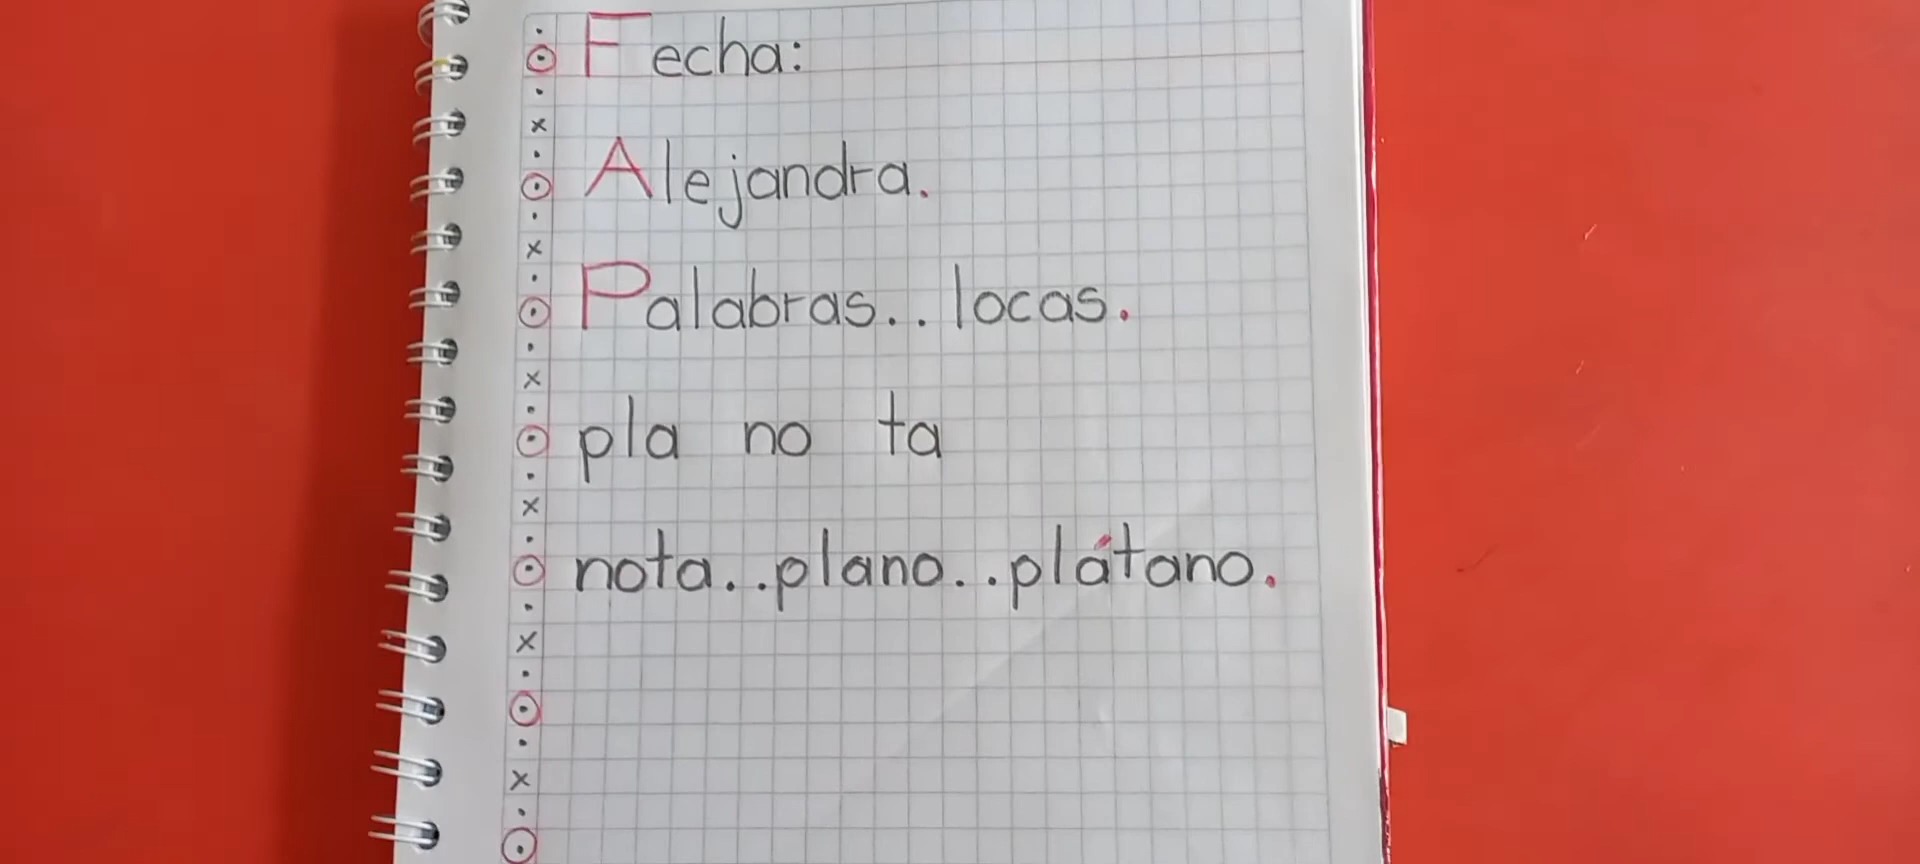 Fecha:
Alejandra.
Palabras..locas.
pla no ta
nota..plano..plátano.